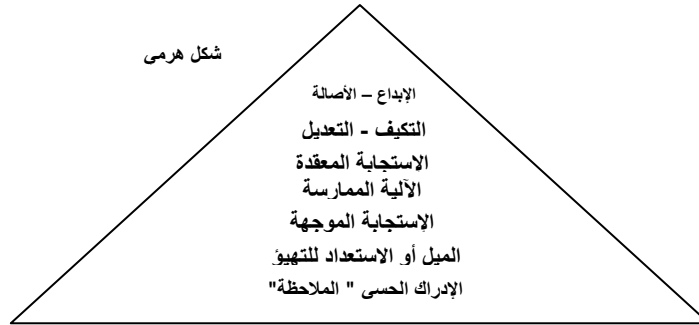 شكل هرمى
الإبداع – الأصالة
التكيف - التعديل
الاستجابة المعقدة
الآلية الممارسة
الإستجابة الموجهة
الميل أو الاستعداد للتهيؤ
الإدراك الحسى " الملاحظة"